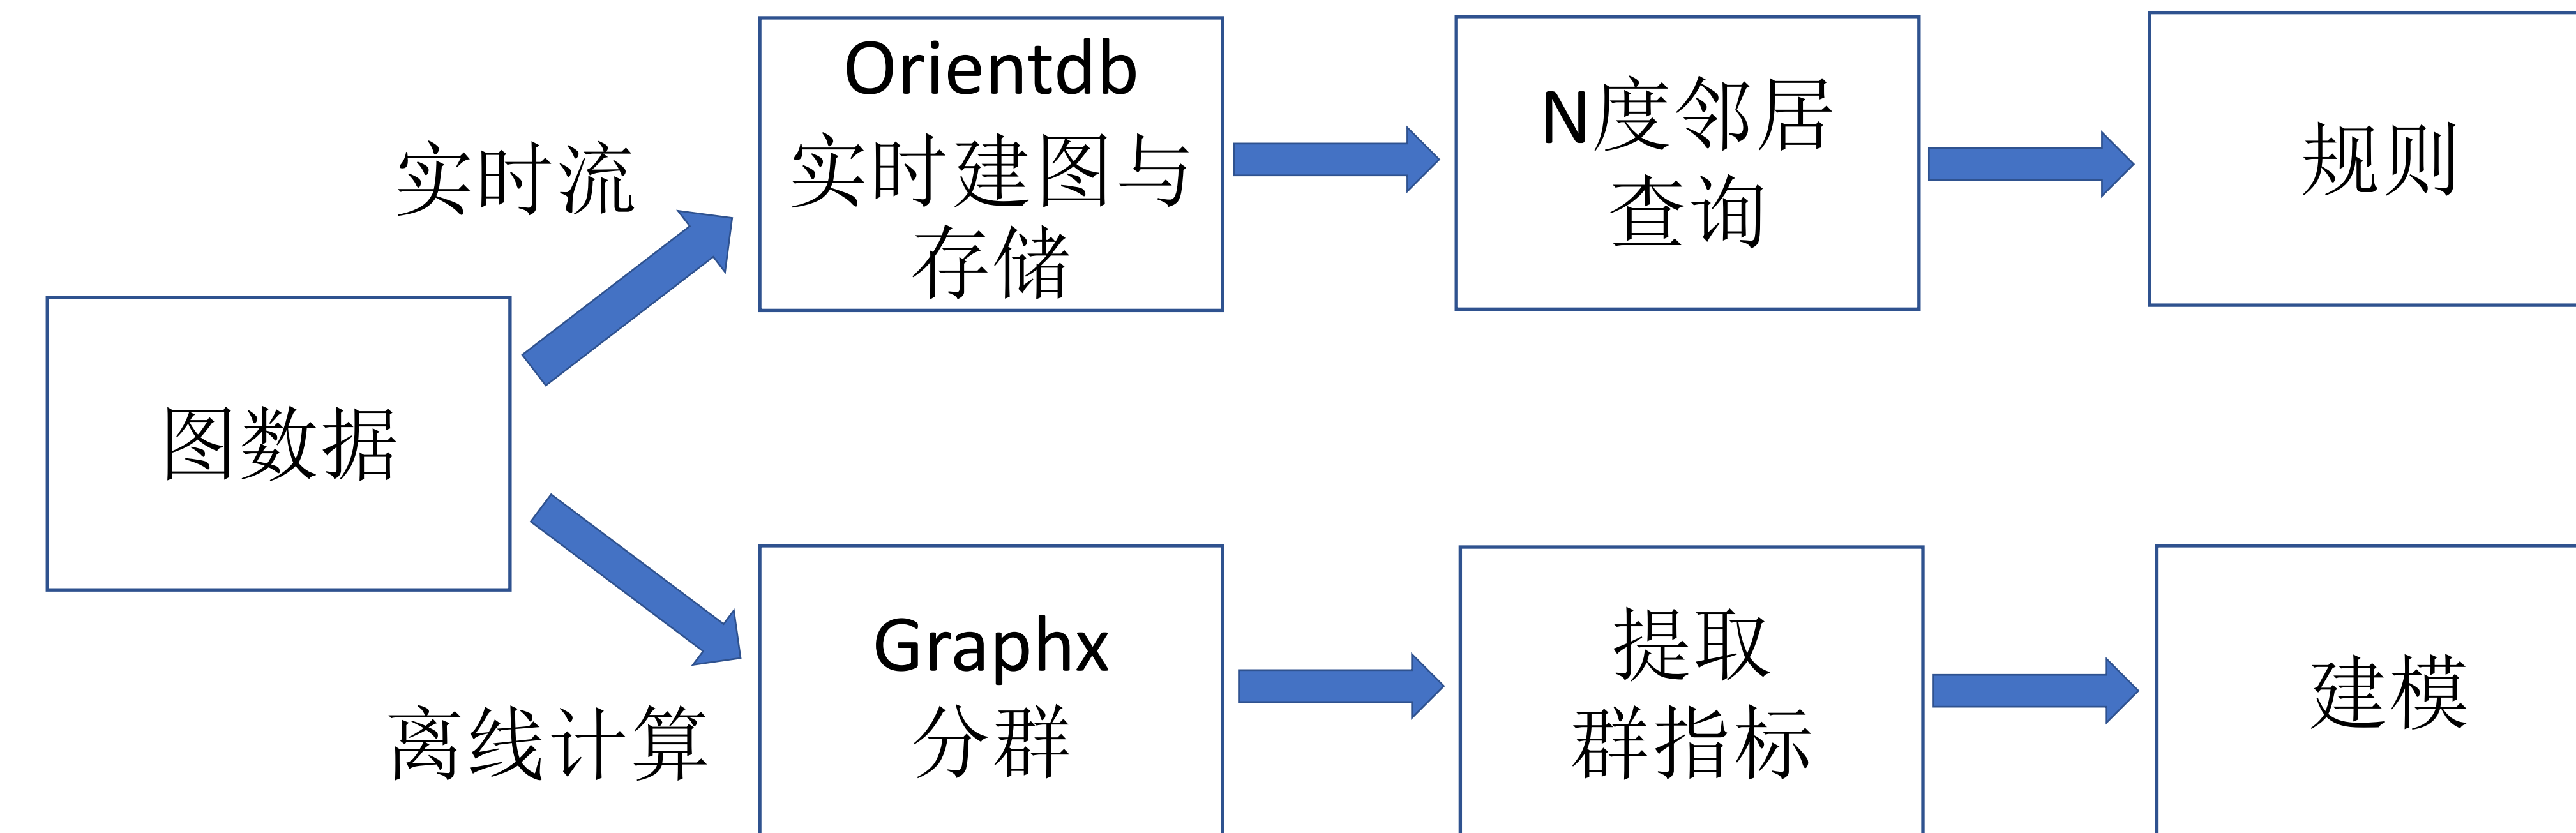 实时流
Orientdb
实时建图与
存储
N度邻居
查询
规则
图数据
离线计算
Graphx
分群
提取
群指标
建模